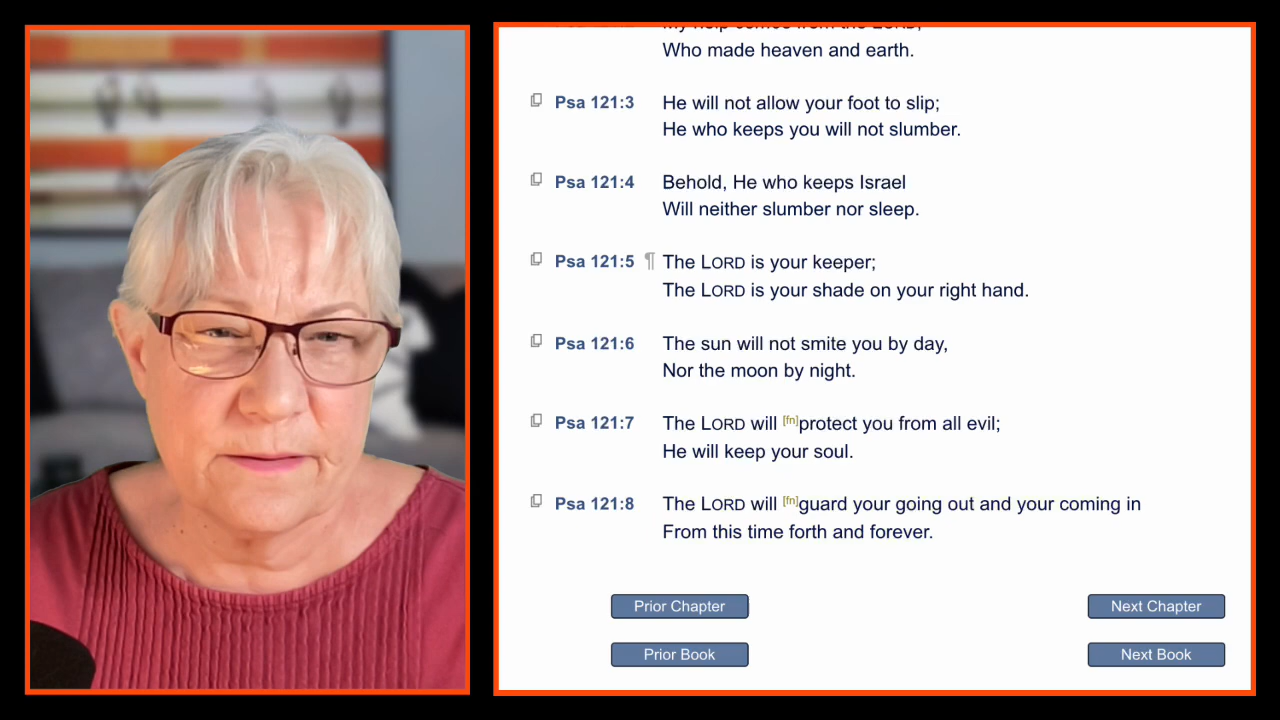 My help comes from the LORD,
Who made heaven and earth.
Psa 121:3 He will not allow your foot to slip;
He who keeps you will not slumber.
Psa 121:4 Behold, He who keeps Israel
Will neither slumber nor sleep.
Psa 121:5 ¶ The LORD is your keeper;
The LORD is your shade on your right hand.
Psa 121:6 The sun will not smite you by day,
Nor the moon by night.
Psa 121:7 The LORD will [fn]protect you from all evil;
He will keep your soul.
Psa 121:8 The LORD will [fn]guard your going out and your coming in
From this time forth and forever.
Prior Chapter
Next Chapter
Prior Book
Next Book